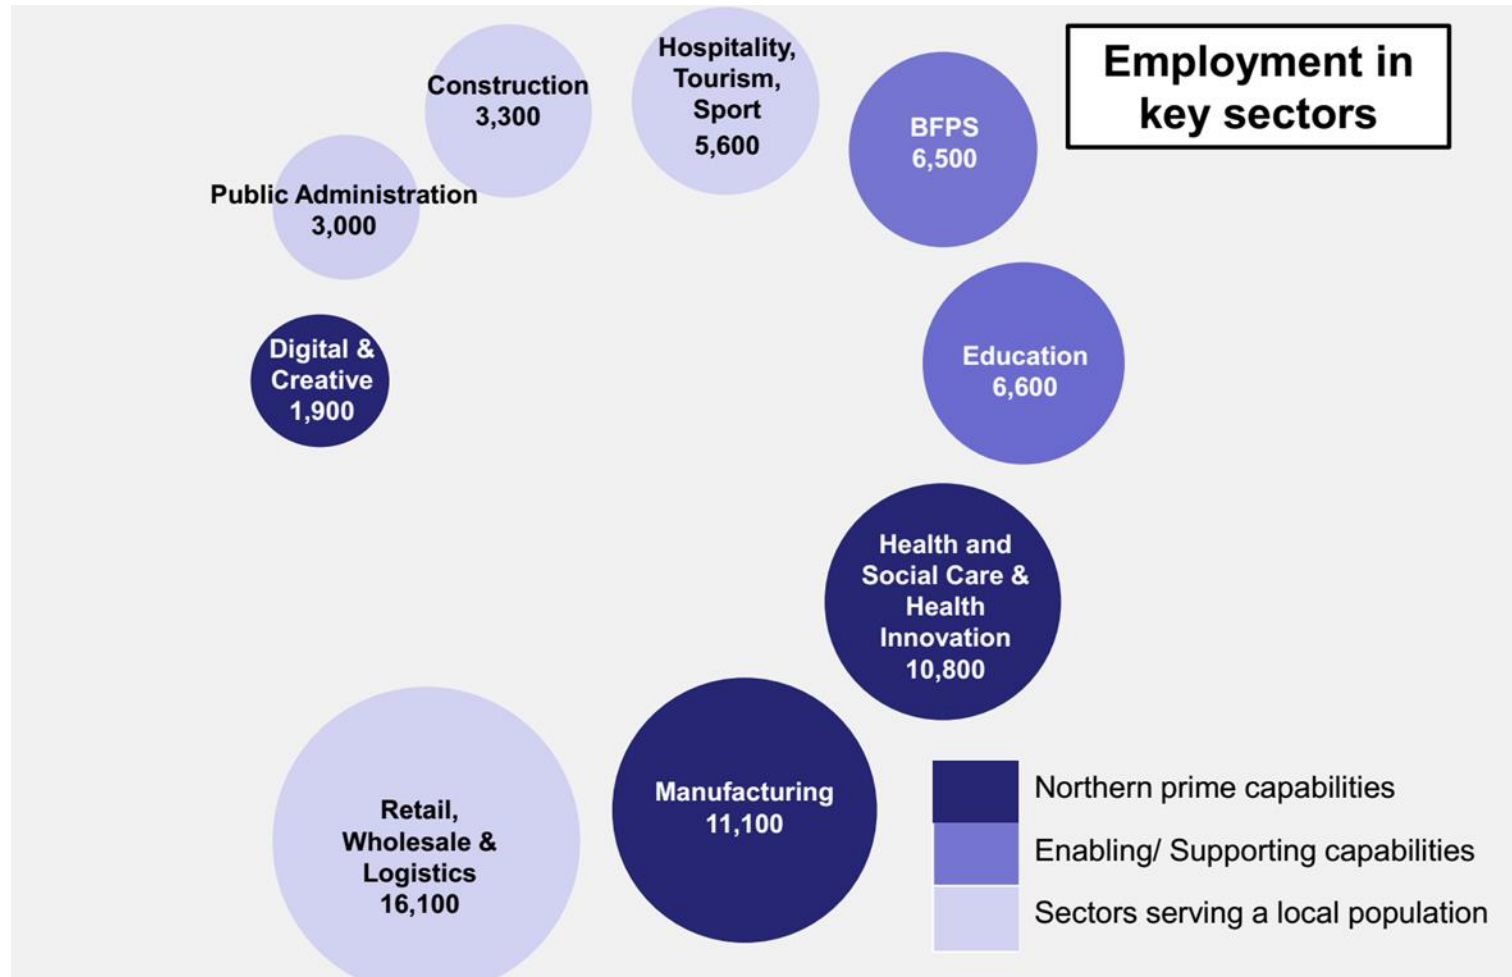 Employment in
key sectors
Hospitality,
Tourism,
Sport
5,600
Construction
3,300
BFPS
6,500
Public Administration
3,000
Education
6,600
Digital &
Creative
1,900
Health and
Social Care &
Health
Innovation
10,800
Manufacturing
11,100
Retail,
Wholesale &
Logistics
16,100
Northern prime capabilities
Enabling/ Supporting capabilities
Sectors serving a local population